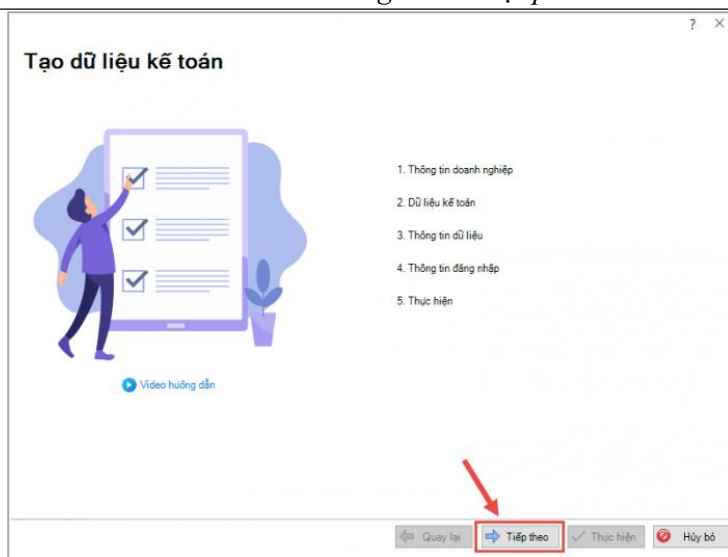 ? ×
Tạo dữ liệu kế toán
1. Thông tin doanh nghiệp
2. Dữ liệu kế toán
3. Thông tin dữ liệu
4. Thông tin đăng nhập
5. Thực hiện
Video hướng dẫn
Quay lại Tiếp theo Thực hiện Hủy bỏ